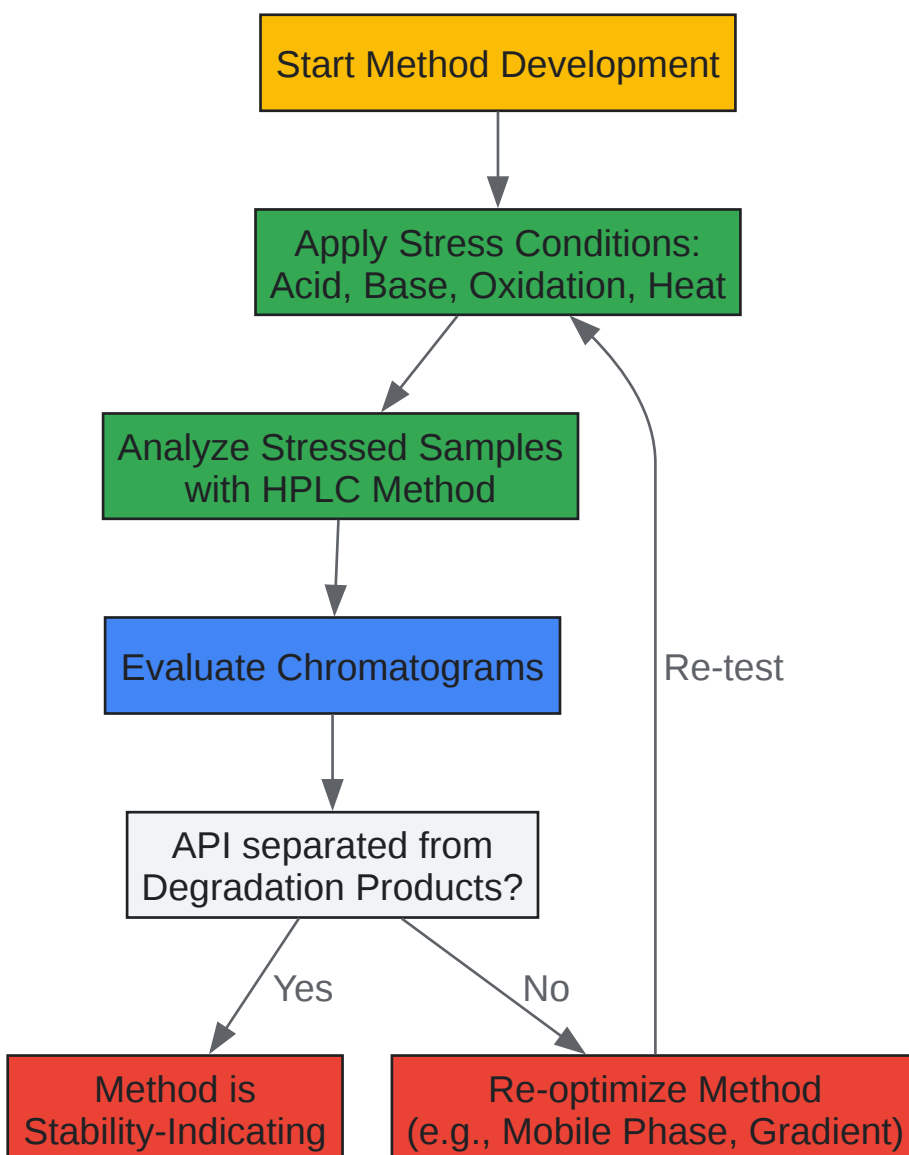 Start Method Development
Apply Stress Conditions:
Acid, Base, Oxidation, Heat
Analyze Stressed Samples
with HPLC Method
Evaluate Chromatograms
Re-test
API separated from
Degradation Products?
Yes
No
Method is
Stability-Indicating
Re-optimize Method
(e.g., Mobile Phase, Gradient)